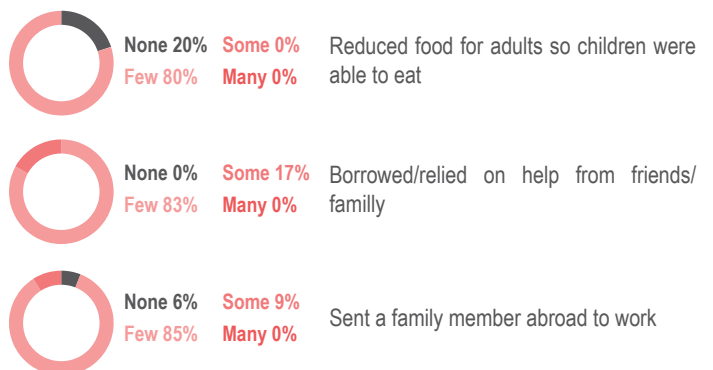 None 20% Some 0%
Few 80% Many 0%
Reduced food for adults so children were
able to eat
None 0% Some 17%
Few 83% Many 0%
Borrowed/relied on help from friends/
familly
None 6% Some 9%
Few 85% Many 0%
Sent a family member abroad to work